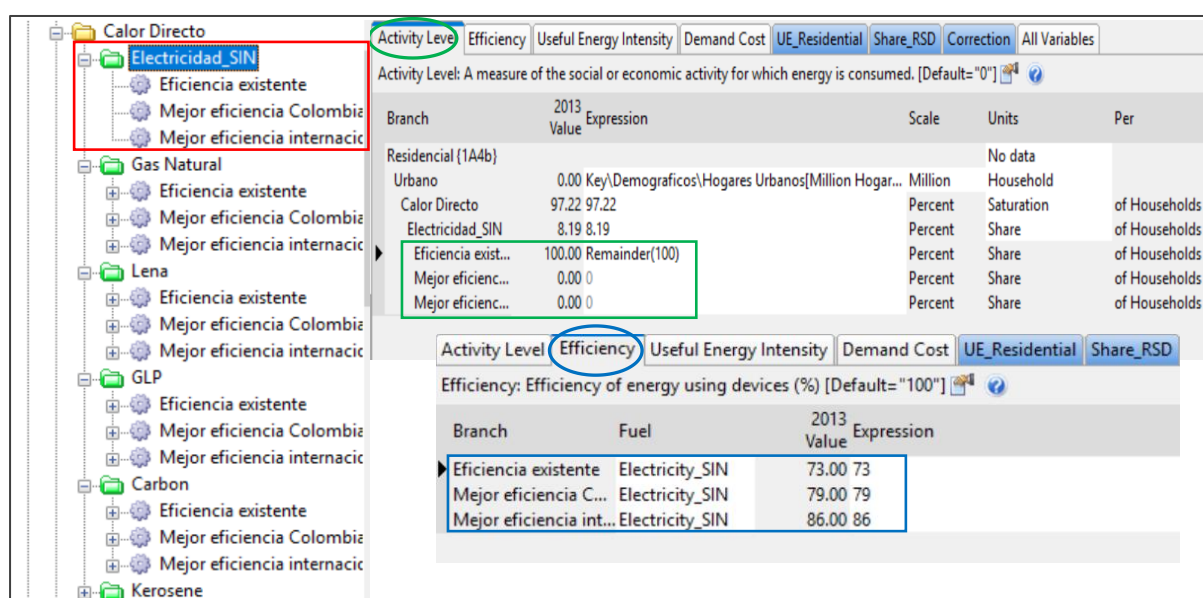 Calor Directo
Electricidad_SIN
Eficiencia existente
Mejor eficiencia Colombia
Mejor eficiencia internacic
Gas Natural
Eficiencia existente
Mejor eficiencia Colombia
Mejor eficiencia internacic
Lena
Eficiencia existente
Mejor eficiencia Colombia
Mejor eficiencia internacic
GLP
Eficiencia existente
Mejor eficiencia Colombia
Mejor eficiencia internacic
Carbon
Eficiencia existente
Mejor eficiencia Colombia
Mejor eficiencia internacic
Kerosene
Activity Level Efficiency Useful Energy Intensity Demand Cost UE_Residential Share_RSD Correction All Variables
Activity Level: A measure of the social or economic activity for which energy is consumed. [Default="0"]
Branch 2013 Value Expression Scale Units Per
Residencial {1A4b} No data
Urbano 0.00 Key\Demograficos\Hogares Urbanos[Million Hogar... Million Household
Calor Directo 97.22 97.22 Percent Saturation of Households
Electricidad_SIN 8.19 8.19 Percent Share of Households
Eficiencia exist... 100.00 Remainder(100) Percent Share of Households
Mejor eficienc... 0.00 0 Percent Share of Households
Mejor eficienc... 0.00 0 Percent Share of Households
Activity Level Efficiency Useful Energy Intensity Demand Cost UE_Residential Share_RSD
Efficiency: Efficiency of energy using devices (%) [Default="100"]
Branch Fuel 2013 Value Expression
Eficiencia existente Electricity_SIN 73.00 73
Mejor eficiencia C... Electricity_SIN 79.00 79
Mejor eficiencia int... Electricity_SIN 86.00 86